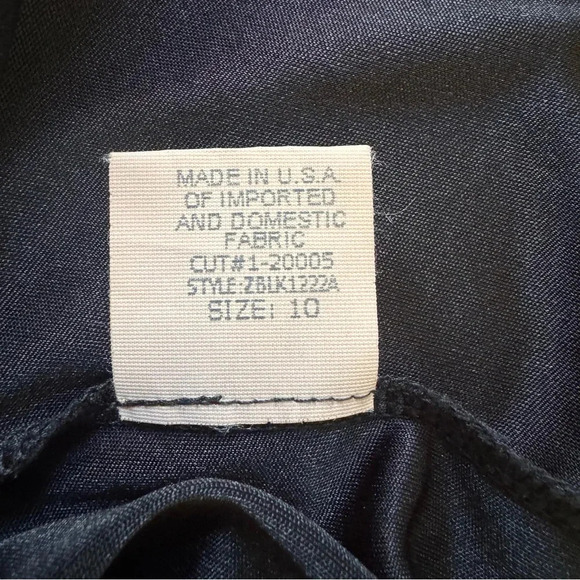 MADE IN U.S.A.
OF IMPORTED
AND DOMESTIC
FABRIC
CUT#1-20005
STYLE:ZBLK1222A
SIZE: 10